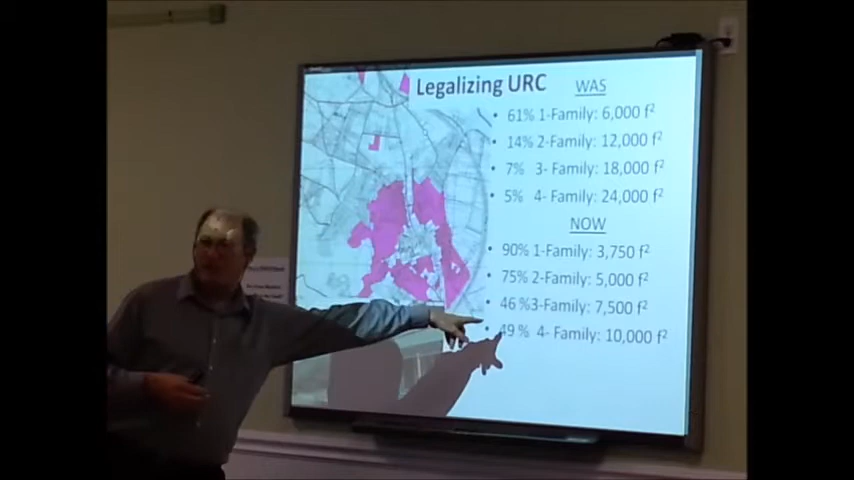 Legalizing URC WAS
• 61% 1-Family: 6,000 f²
• 14% 2-Family: 12,000 f²
• 7% 3- Family: 18,000 f²
• 5% 4- Family: 24,000 f²
NOW
• 90% 1-Family: 3,750 f²
• 75% 2-Family: 5,000 f²
• 46%3-Family: 7,500 f²
• 49% 4- Family: 10,000 f²